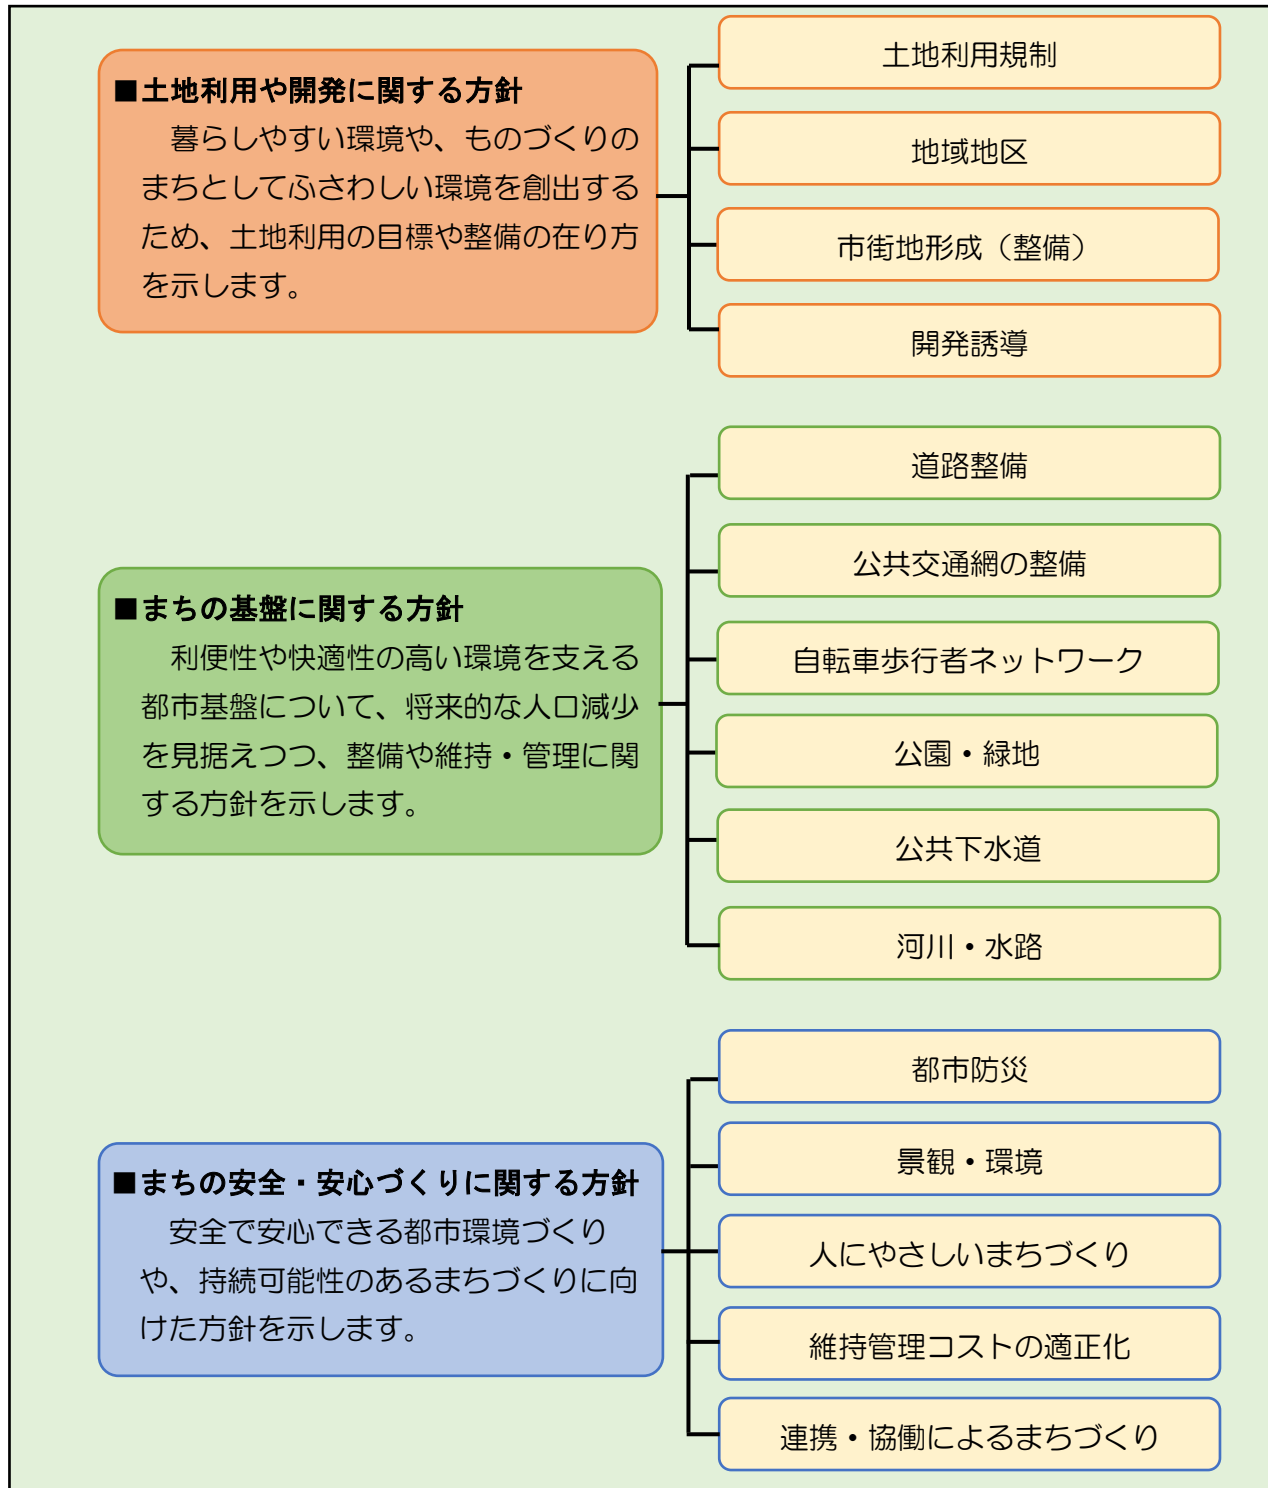 ■土地利用や開発に関する方針
暮らしやすい環境や、ものづくりの
まちとしてふさわしい環境を創出する
ため、土地利用の目標や整備の在り方
を示します。
土地利用規制
地域地区
市街地形成（整備）
開発誘導
■まちの基盤に関する方針
利便性や快適性の高い環境を支える
都市基盤について、将来的な人口減少
を見据えつつ、整備や維持・管理に関
する方針を示します。
道路整備
公共交通網の整備
自転車歩行者ネットワーク
公園・緑地
公共下水道
河川・水路
■まちの安全・安心づくりに関する方針
安全で安心できる都市環境づくり
や、持続可能性のあるまちづくりに向
けた方針を示します。
都市防災
景観・環境
人にやさしいまちづくり
維持管理コストの適正化
連携・協働によるまちづくり